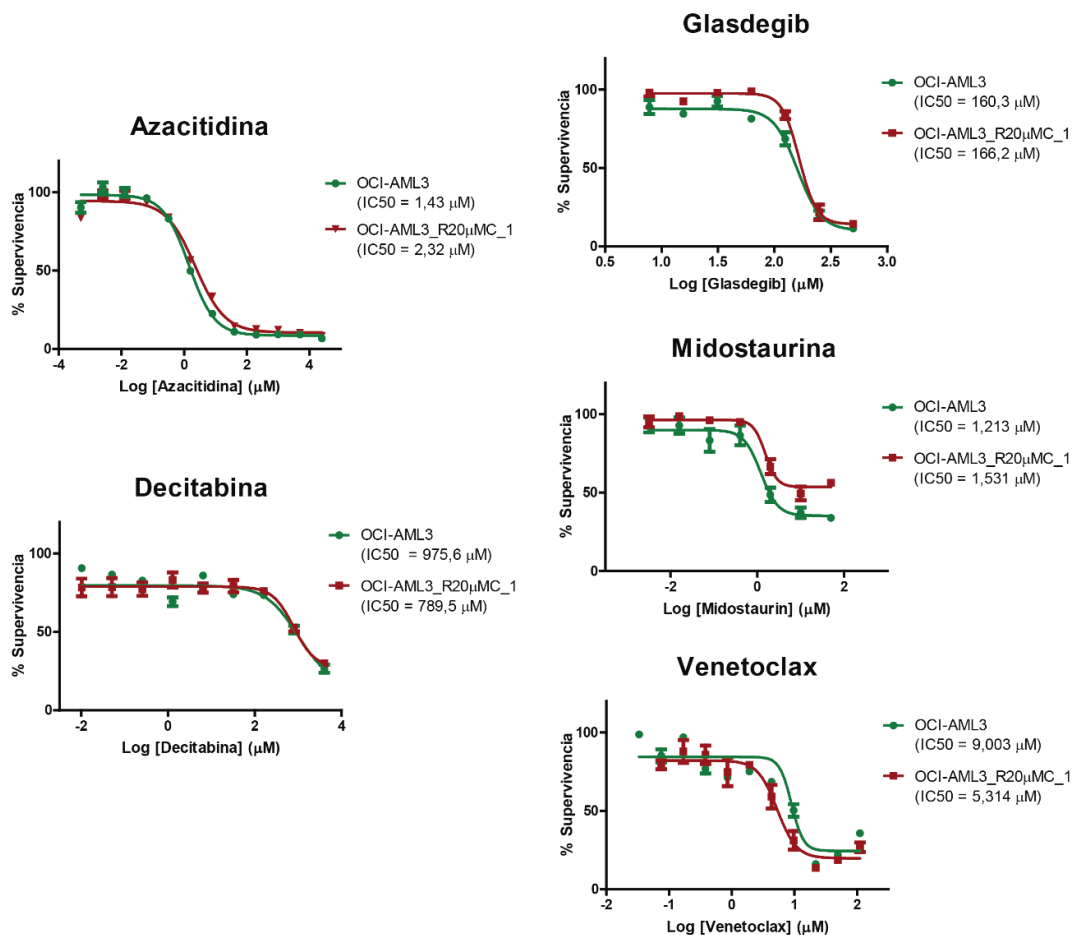 Azacitidina
% Supervivencia
100
50
0
-4
-2
0
2
4
Log [Azacitidina] (μM)
OCI-AML3
(IC50 = 1,43 μM)
OCI-AML3_R20μMC_1
(IC50 = 2,32 μM)
Decitabina
% Supervivencia
100
50
0
-2
0
2
4
Log [Decitabina] (μM)
OCI-AML3
(IC50 = 975,6 μM)
OCI-AML3_R20μMC_1
(IC50 = 789,5 μM)
Glasdegib
% Supervivencia
100
50
0
0.5
1.0
1.5
2.0
2.5
3.0
Log [Glasdegib] (μM)
OCI-AML3
(IC50 = 160,3 μM)
OCI-AML3_R20μMC_1
(IC50 = 166,2 μM)
Midostaurina
% Supervivencia
100
50
0
-2
0
2
Log [Midostaurin] (μM)
OCI-AML3
(IC50 = 1,213 μM)
OCI-AML3_R20μMC_1
(IC50 = 1,531 μM)
Venetoclax
% Supervivencia
100
50
0
-2
-1
0
1
2
Log [Venetoclax] (μM)
OCI-AML3
(IC50 = 9,003 μM)
OCI-AML3_R20μMC_1
(IC50 = 5,314 μM)